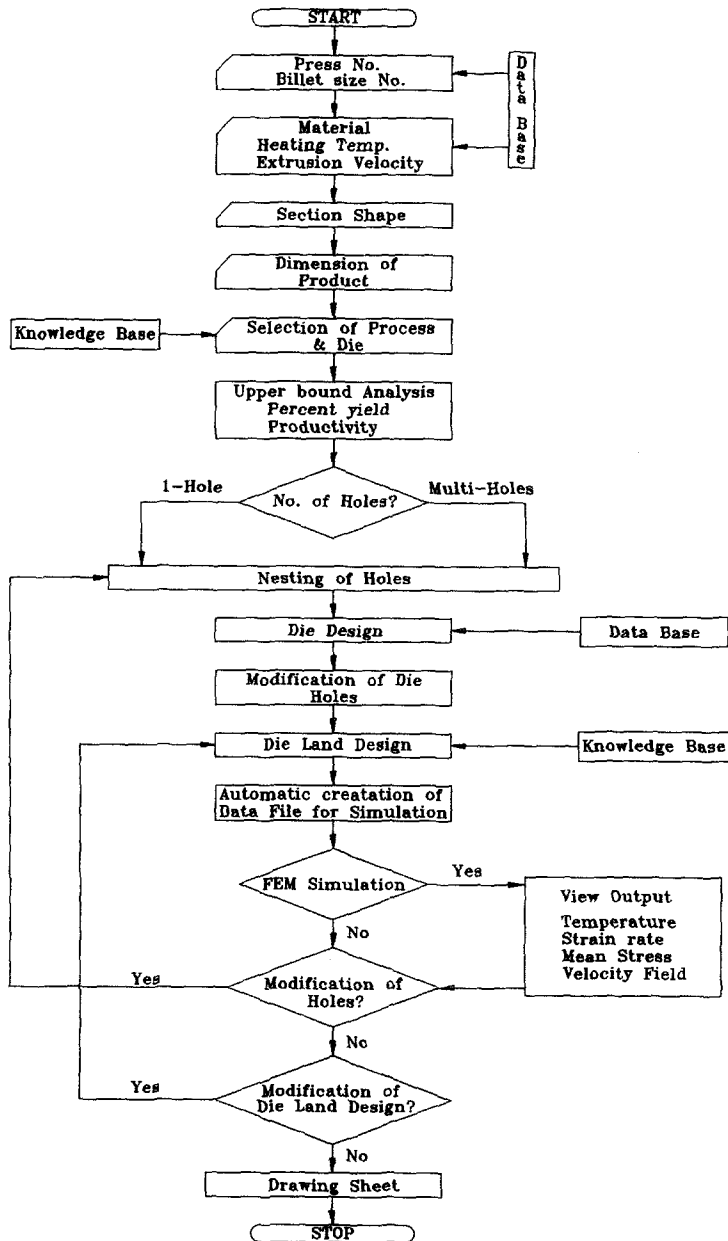 START
Press No.
Billet size No.
Data Base
Material
Heating Temp.
Extrusion Velocity
Section Shape
Dimension of
Product
Knowledge Base
Selection of Process
& Die
Upper bound Analysis
Percent yield
Productivity
1-Hole
No. of Holes?
Multi-Holes
Nesting of Holes
Die Design
Data Base
Modification of Die
Holes
Die Land Design
Knowledge Base
Automatic creatation of
Data File for Simulation
FEM Simulation
Yes
View Output
Temperature
Strain rate
Mean Stress
Velocity Field
No
Yes
Modification of
Holes?
No
Yes
Modification of
Die Land Design?
No
Drawing Sheet
STOP